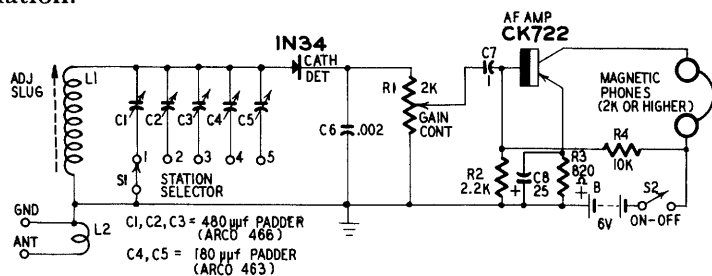 uation.
1N34
CATH
DET
AF AMP
CK722
ADJ
SLUG
L1
C1
C2
C3
C4
C5
1
2
3
4
5
S1
STATION
SELECTOR
C6
.002
R1
2K
GAIN
CONT
C7
1
MAGNETIC
PHONES
(2K OR HIGHER)
R4
10K
R2
2.2K
+
C8
25
R3
820
+
B
6V
S2
ON-OFF
GND
ANT
L2
C1, C2, C3 = 480 µµf PADDER
(ARCO 466)
C4, C5 = 180 µµf PADDER
(ARCO 463)